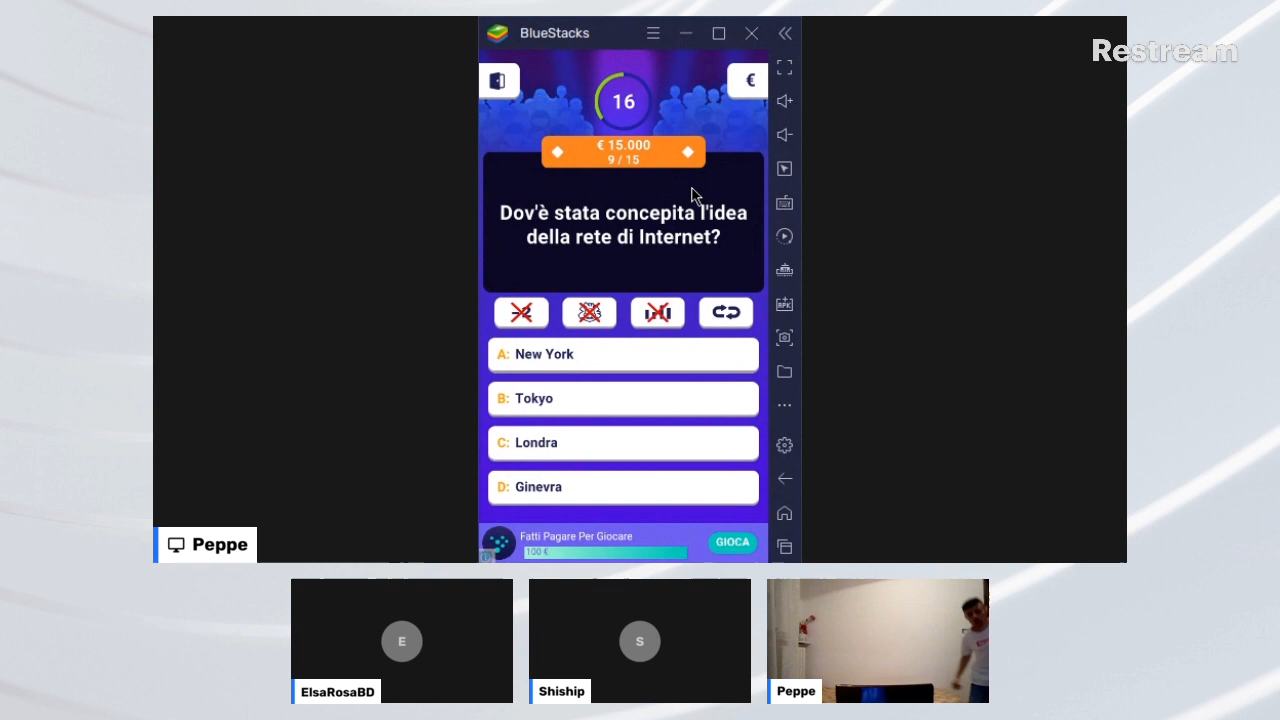 Restream
BlueStacks
€
16
€ 15.000
9 / 15
Dov'è stata concepita l'idea
della rete di Internet?
A: New York
B: Tokyo
C: Londra
D: Ginevra
Fatti Pagare Per Giocare
100 €
GIOCA
Peppe
E
ElsaRosaBD
S
Shiship
Peppe